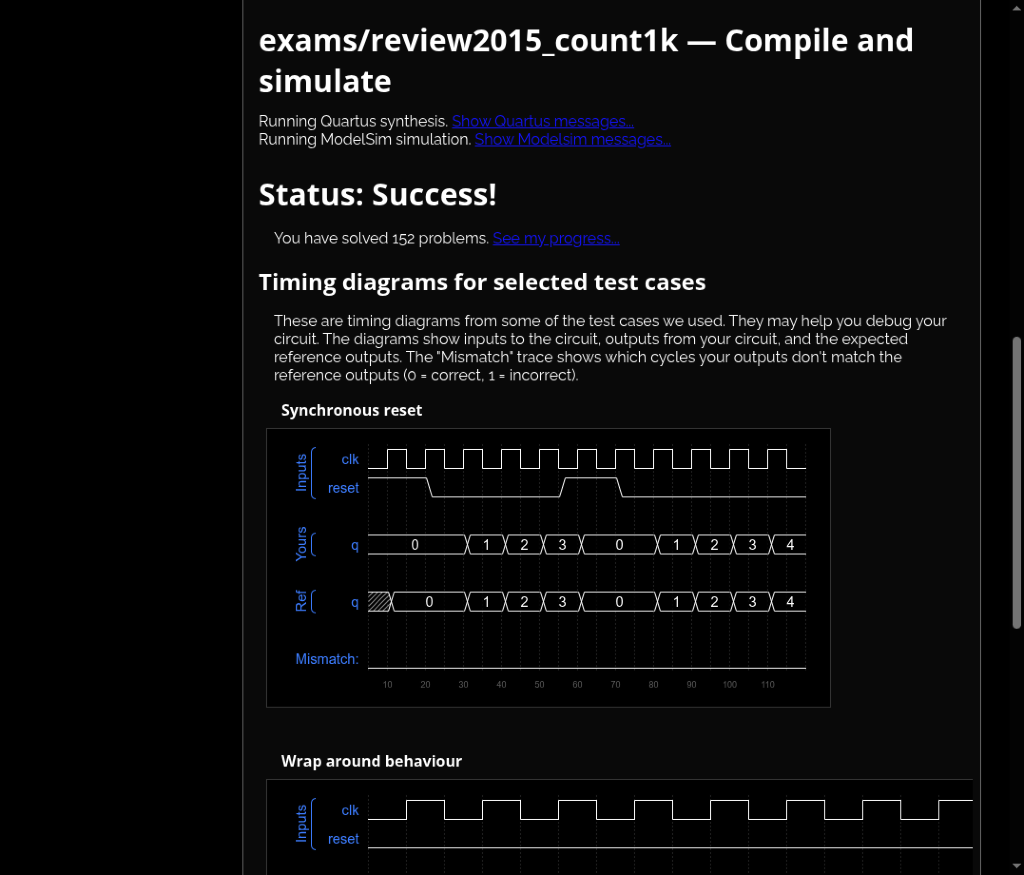 exams/review2015_count1k — Compile and
simulate
Running Quartus synthesis. Show Quartus messages...
Running ModelSim simulation. Show Modelsim messages...
Status: Success!
You have solved 152 problems. See my progress...
Timing diagrams for selected test cases
These are timing diagrams from some of the test cases we used. They may help you debug your
circuit. The diagrams show inputs to the circuit, outputs from your circuit, and the expected
reference outputs. The "Mismatch" trace shows which cycles your outputs don't match the
reference outputs (0 = correct, 1 = incorrect).
Synchronous reset
Inputs
clk
reset
Yours
q 0 1 2 3 0 1 2 3 4
Ref
q 0 1 2 3 0 1 2 3 4
Mismatch:
10 20 30 40 50 60 70 80 90 100 110
Wrap around behaviour
Inputs
clk
reset